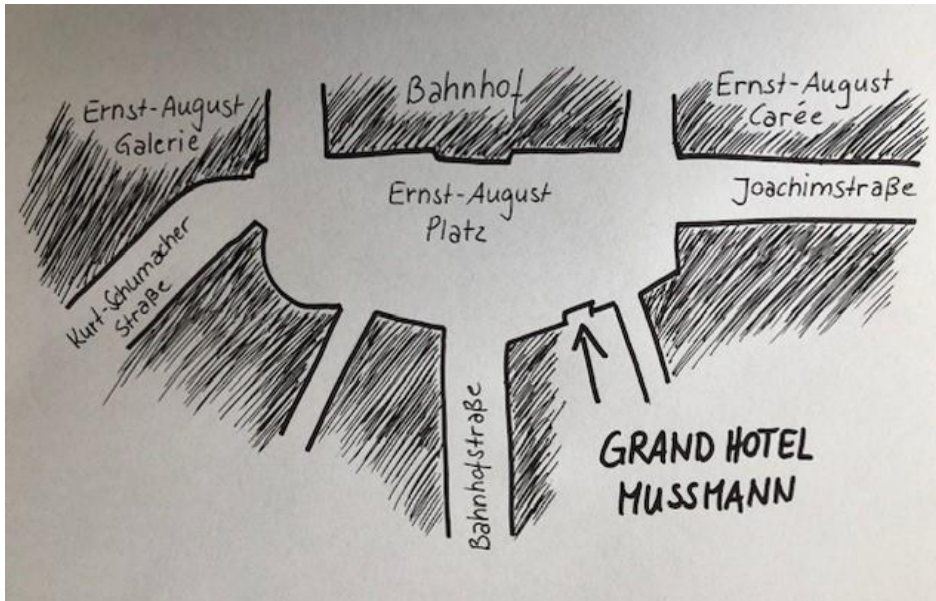 Ernst-August
Galerie
Bahnhof
Ernst-August
Carée
Ernst-August
Platz
Joachimstraße
Kurt-Schumacher
Straße
Bahnhofstraße
GRAND HOTEL
MUSSMANN